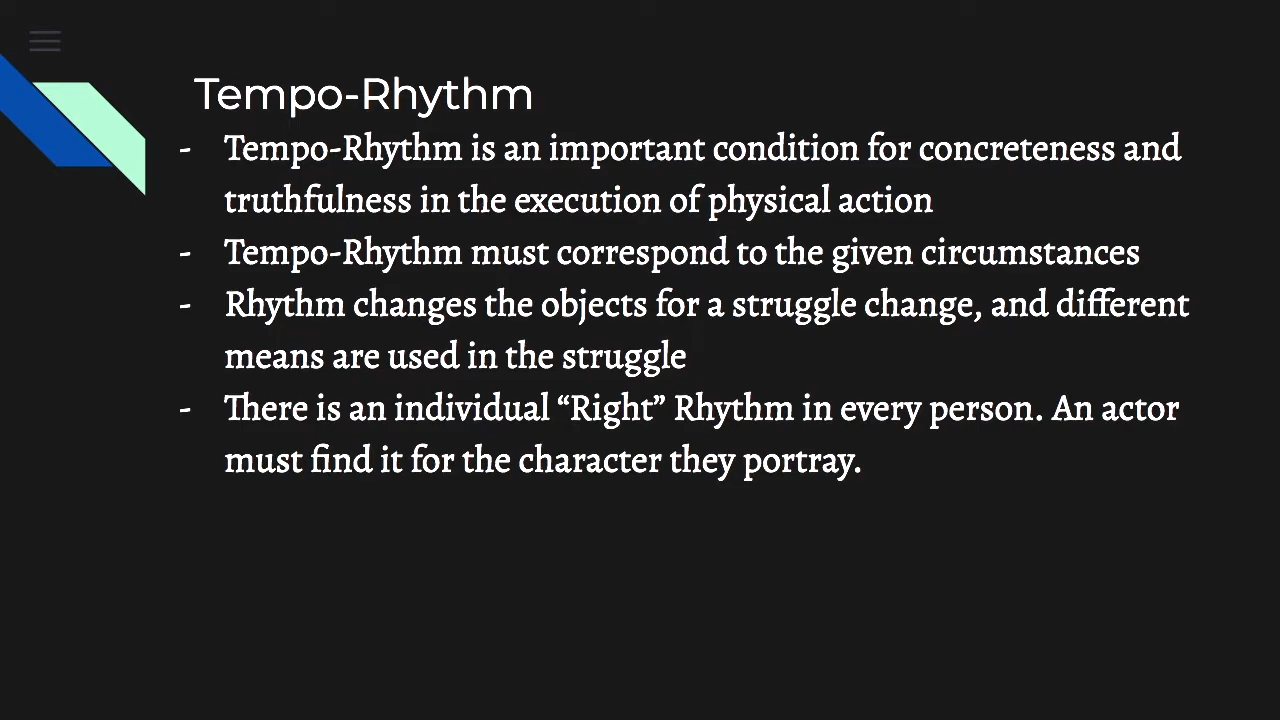 Tempo-Rhythm
- Tempo-Rhythm is an important condition for concreteness and
truthfulness in the execution of physical action
- Tempo-Rhythm must correspond to the given circumstances
- Rhythm changes the objects for a struggle change, and different
means are used in the struggle
- There is an individual “Right” Rhythm in every person. An actor
must find it for the character they portray.